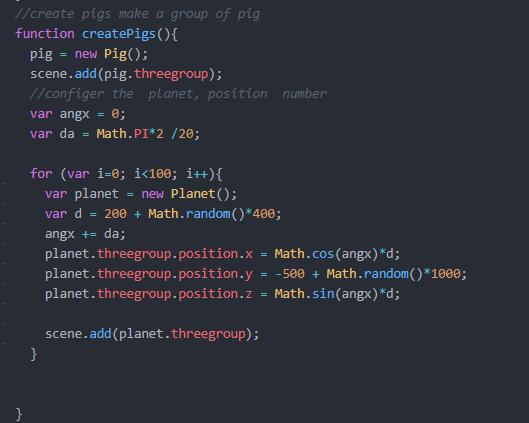 //create pigs make a group of pig
function createPigs(){
  pig = new Pig();
  scene.add(pig.threegroup);
  //configer the  planet, position  number
  var angx = 0;
  var da = Math.PI*2 /20;
  for (var i=0; i<100; i++){
    var planet = new Planet();
    var d = 200 + Math.random()*400;
    angx += da;
    planet.threegroup.position.x = Math.cos(angx)*d;
    planet.threegroup.position.y = -500 + Math.random()*1000;
    planet.threegroup.position.z = Math.sin(angx)*d;
    scene.add(planet.threegroup);
  }
}